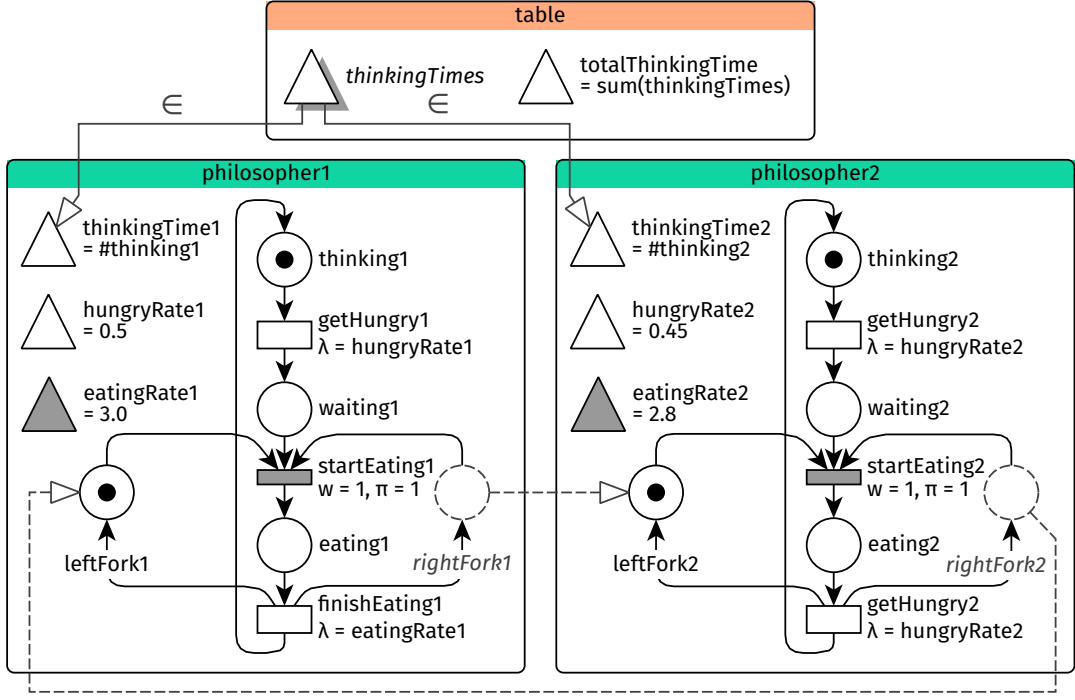 table
thinkingTimes
totalThinkingTime
= sum(thinkingTimes)
∈
∈
philosopher1
thinkingTime1
= #thinking1
hungryRate1
= 0.5
eatingRate1
= 3.0
thinking1
getHungry1
λ = hungryRate1
waiting1
startEating1
w = 1, π = 1
eating1
leftFork1
rightFork1
finishEating1
λ = eatingRate1
philosopher2
thinkingTime2
= #thinking2
hungryRate2
= 0.45
eatingRate2
= 2.8
thinking2
getHungry2
λ = hungryRate2
waiting2
startEating2
w = 1, π = 1
eating2
leftFork2
rightFork2
getHungry2
λ = hungryRate2